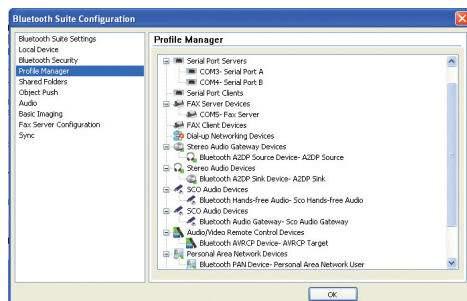 Bluetooth Suite Configuration
Bluetooth Suite Settings
Local Device
Bluetooth Security
Profile Manager
Shared Folders
Object Push
Audio
Basic Imaging
Fax Server Configuration
Sync
Profile Manager
Serial Port Servers
COM3- Serial Port A
COM4- Serial Port B
Serial Port Clients
FAX Server Devices
COM5- Fax Server
FAX Client Devices
Dial-up Networking Devices
Stereo Audio Gateway Devices
Bluetooth A2DP Source Device- A2DP Source
Stereo Audio Devices
Bluetooth A2DP Sink Device- A2DP Sink
SCO Audio Devices
Bluetooth Hands-free Audio- Sco Hands-free Audio
SCO Audio Devices
Bluetooth Audio Gateway- Sco Audio Gateway
Audio/Video Remote Control Devices
Bluetooth AVRCP Device- AVRCP Target
Personal Area Network Devices
Bluetooth PAN Device- Personal Area Network User
OK